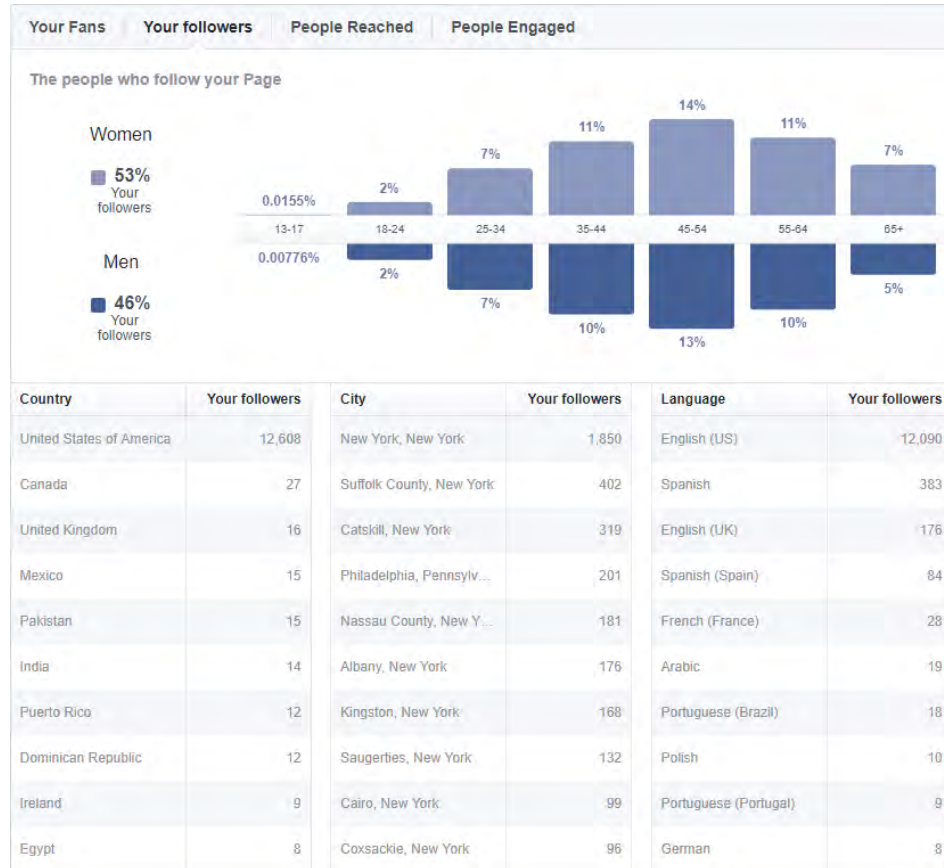 Your Fans Your followers People Reached People Engaged
The people who follow your Page
Women
53%
Your
followers
Men
46%
Your
followers
0.0155% 2% 7% 11% 14% 11% 7%
13-17 18-24 25-34 35-44 45-54 55-64 65+
0.00776% 2% 7% 10% 13% 10% 5%
Country Your followers City Your followers Language Your followers
United States of America 12,608 New York, New York 1,850 English (US) 12,090
Canada 27 Suffolk County, New York 402 Spanish 383
United Kingdom 16 Catskill, New York 319 English (UK) 176
Mexico 15 Philadelphia, Pennsylv... 201 Spanish (Spain) 84
Pakistan 15 Nassau County, New Y... 181 French (France) 28
India 14 Albany, New York 176 Arabic 19
Puerto Rico 12 Kingston, New York 168 Portuguese (Brazil) 18
Dominican Republic 12 Saugerties, New York 132 Polish 10
Ireland 9 Cairo, New York 99 Portuguese (Portugal) 9
Egypt 8 Coxsackie, New York 96 German 8